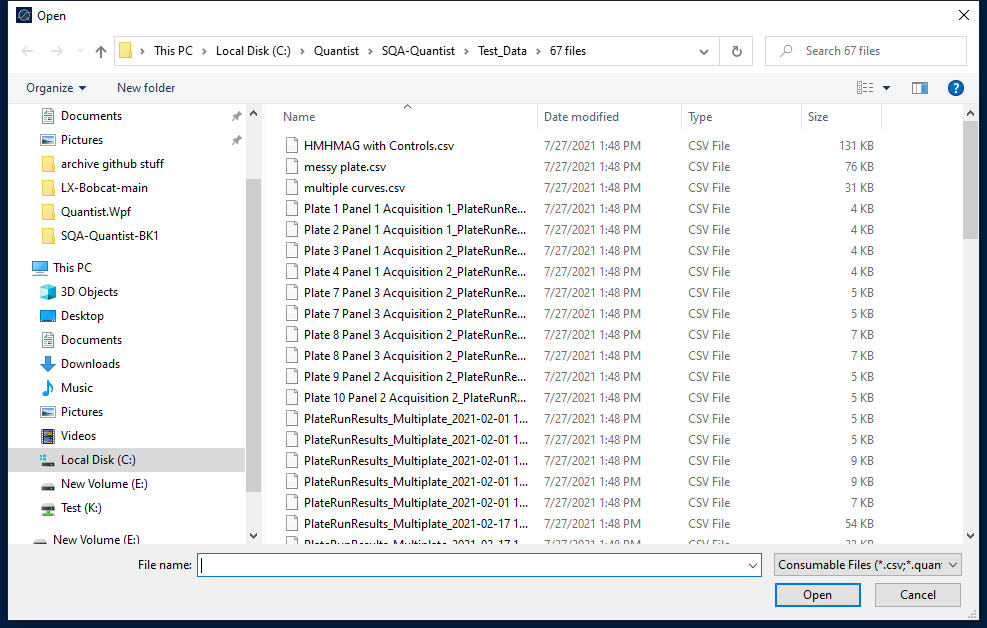 Open
This PC > Local Disk (C:) > Quantist > SQA-Quantist > Test_Data > 67 files
Search 67 files
Organize
New folder
Documents
Pictures
archive github stuff
LX-Bobcat-main
Quantist.Wpf
SQA-Quantist-BK1
This PC
3D Objects
Desktop
Documents
Downloads
Music
Pictures
Videos
Local Disk (C:)
New Volume (E:)
Test (K:)
New Volume (E:)
Name Date modified Type Size
HMHMAG with Controls.csv 7/27/2021 1:48 PM CSV File 131 KB
messy plate.csv 7/27/2021 1:48 PM CSV File 76 KB
multiple curves.csv 7/27/2021 1:48 PM CSV File 31 KB
Plate 1 Panel 1 Acquisition 1_PlateRunRe... 7/27/2021 1:48 PM CSV File 4 KB
Plate 2 Panel 1 Acquisition 1_PlateRunRe... 7/27/2021 1:48 PM CSV File 4 KB
Plate 3 Panel 1 Acquisition 2_PlateRunRe... 7/27/2021 1:48 PM CSV File 4 KB
Plate 4 Panel 1 Acquisition 2_PlateRunRe... 7/27/2021 1:48 PM CSV File 4 KB
Plate 7 Panel 3 Acquisition 2_PlateRunRe... 7/27/2021 1:48 PM CSV File 5 KB
Plate 7 Panel 3 Acquisition 2_PlateRunRe... 7/27/2021 1:48 PM CSV File 5 KB
Plate 8 Panel 3 Acquisition 2_PlateRunRe... 7/27/2021 1:48 PM CSV File 7 KB
Plate 8 Panel 3 Acquisition 2_PlateRunRe... 7/27/2021 1:48 PM CSV File 7 KB
Plate 9 Panel 2 Acquisition 2_PlateRunRe... 7/27/2021 1:48 PM CSV File 5 KB
Plate 10 Panel 2 Acquisition 2_PlateRunR... 7/27/2021 1:48 PM CSV File 5 KB
PlateRunResults_Multiplate_2021-02-01 1... 7/27/2021 1:48 PM CSV File 5 KB
PlateRunResults_Multiplate_2021-02-01 1... 7/27/2021 1:48 PM CSV File 5 KB
PlateRunResults_Multiplate_2021-02-01 1... 7/27/2021 1:48 PM CSV File 9 KB
PlateRunResults_Multiplate_2021-02-01 1... 7/27/2021 1:48 PM CSV File 9 KB
PlateRunResults_Multiplate_2021-02-01 1... 7/27/2021 1:48 PM CSV File 7 KB
PlateRunResults_Multiplate_2021-02-17 1... 7/27/2021 1:48 PM CSV File 54 KB
PlateRunResults_Multiplate_2021-02-17 1... 7/27/2021 1:48 PM CSV File
File name:
Consumable Files (*.csv;*.quan
Open
Cancel